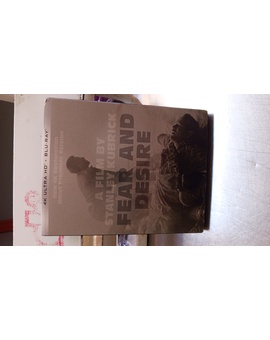 4K ULTRA HD · BLU-RAY
A FILM BY
STANLEY KUBRICK
FEAR AND
DESIRE